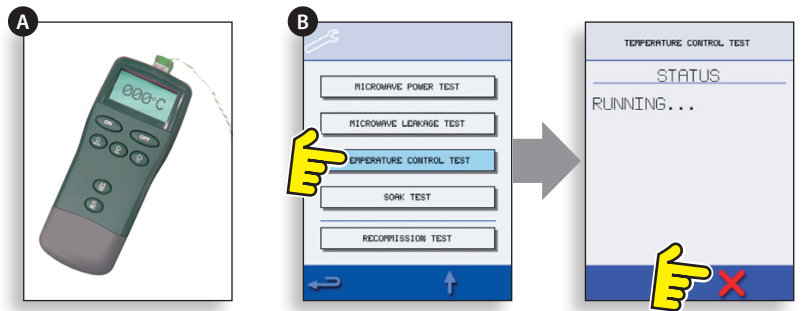 A
000°C
ON
OFF
B
MICROWAVE POWER TEST
MICROWAVE LEAKAGE TEST
EMPERATURE CONTROL TEST
SOAK TEST
RECOMMISSION TEST
TEMPERATURE CONTROL TEST
STATUS
RUNNING...